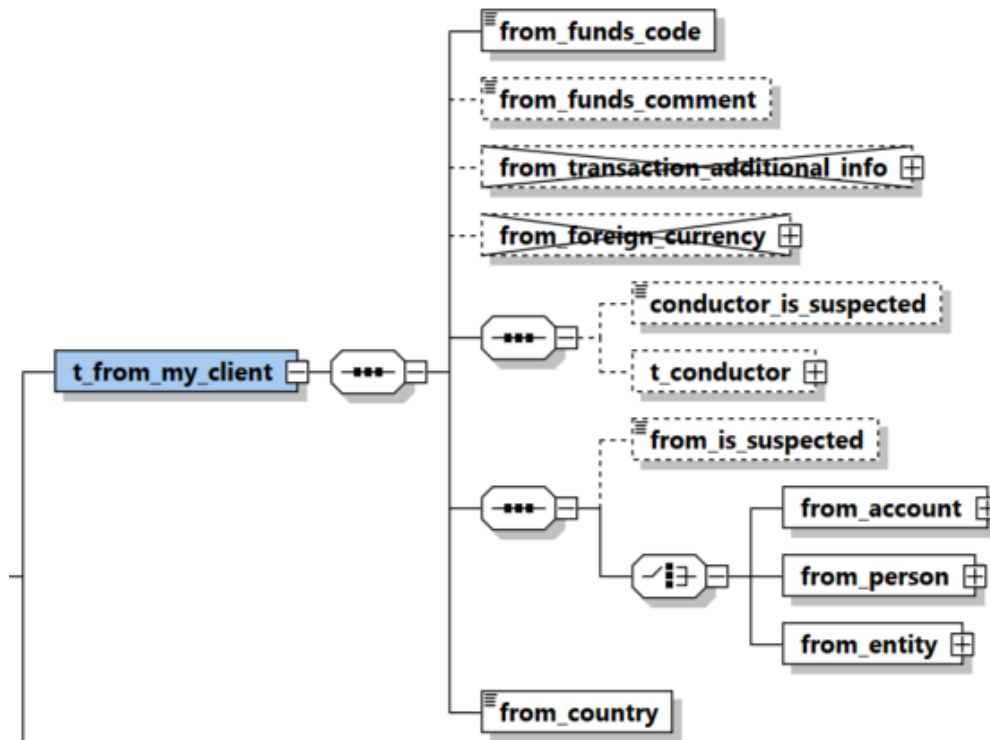 from_funds_code
from_funds_comment
from_transaction_additional_info
from_foreign_currency
conductor_is_suspected
t_from_my_client
t_conductor
from_is_suspected
from_account
from_person
from_entity
from_country